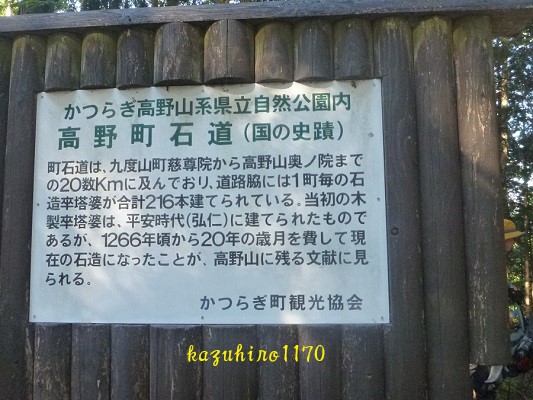 かつらぎ高野山系県立自然公園内
高野町石道(国の史蹟)
町石道は、九度山町慈尊院から高野山奥ノ院まで
の20数Kmに及んでおり、道路脇には1町毎の石
造卒塔婆が合計216本建てられている。当初の木
製卒塔婆は、平安時代(弘仁)に建てられたもので
あるが、1266年頃から20年の歳月を費して現
在の石造になったことが、高野山に残る文献に見
られる。
かつらぎ町観光協会
kazuhiro1170